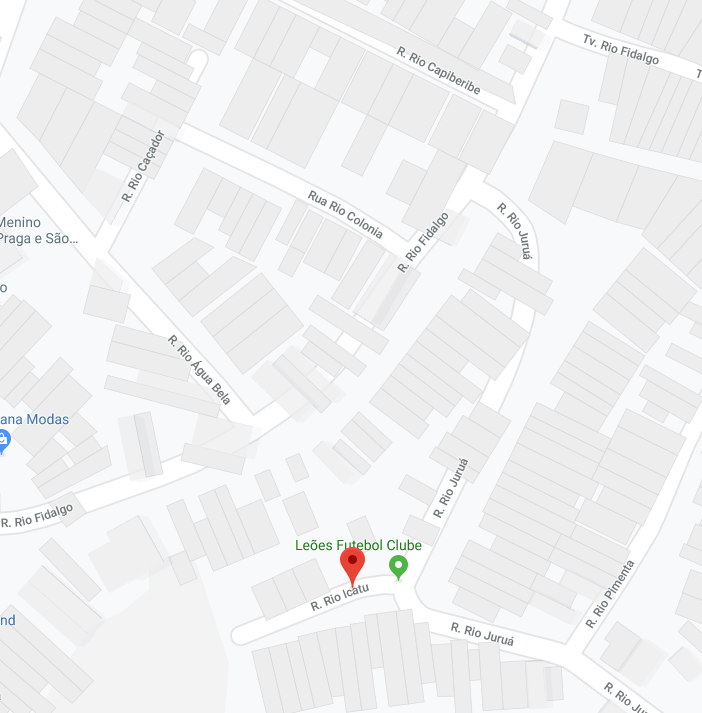 R. Rio Capiberibe
Tv. Rio Fidalgo
T
R. Rio Caçador
Rua Rio Colonia
R. Rio Fidalgo
R. Rio Juruá
Menino
Praga e São...
o
R. Rio Água Bela
ana Modas
R. Rio Juruá
R. Rio Fidalgo
Leões Futebol Clube
R. Rio Icatu
R. Rio Pimenta
nd
R. Rio Juruá
R. Rio Ju